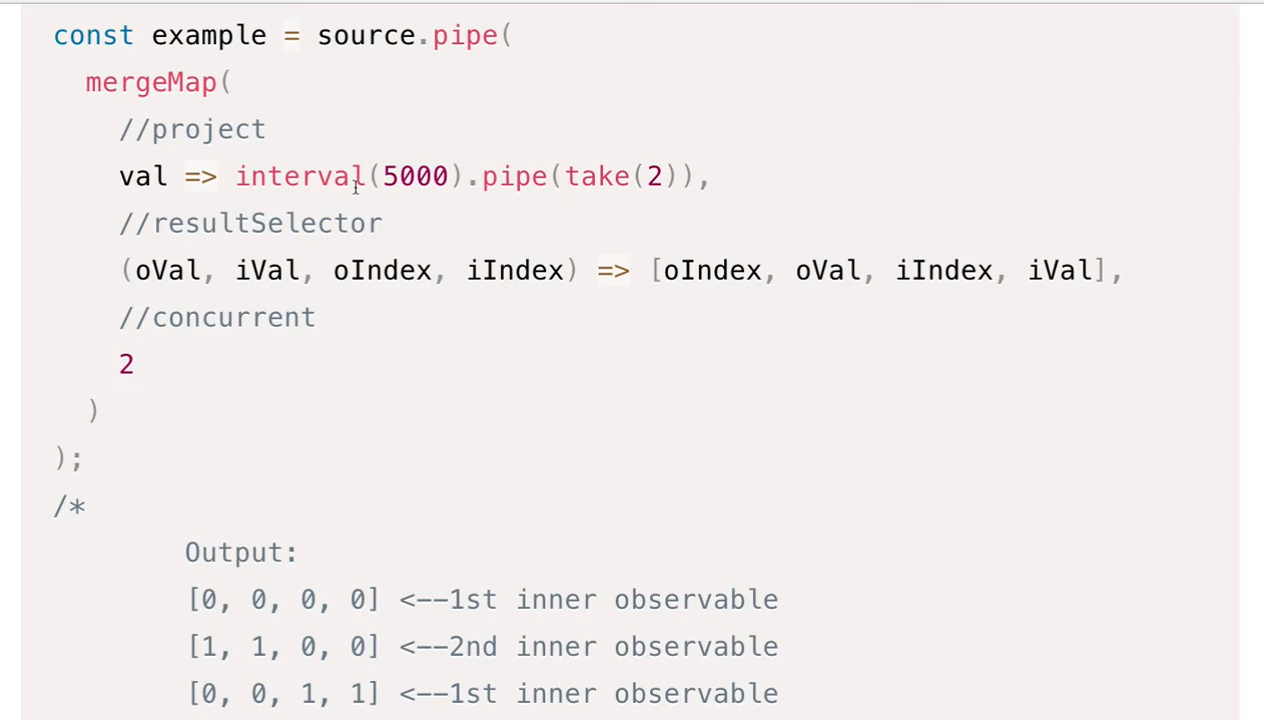 const example = source.pipe(
mergeMap(
//project
val => interval(5000).pipe(take(2)),
//resultSelector
(oVal, iVal, oIndex, iIndex) => [oIndex, oVal, iIndex, iVal],
//concurrent
2
)
);
/*
Output:
[0, 0, 0, 0] <--1st inner observable
[1, 1, 0, 0] <--2nd inner observable
[0, 0, 1, 1] <--1st inner observable